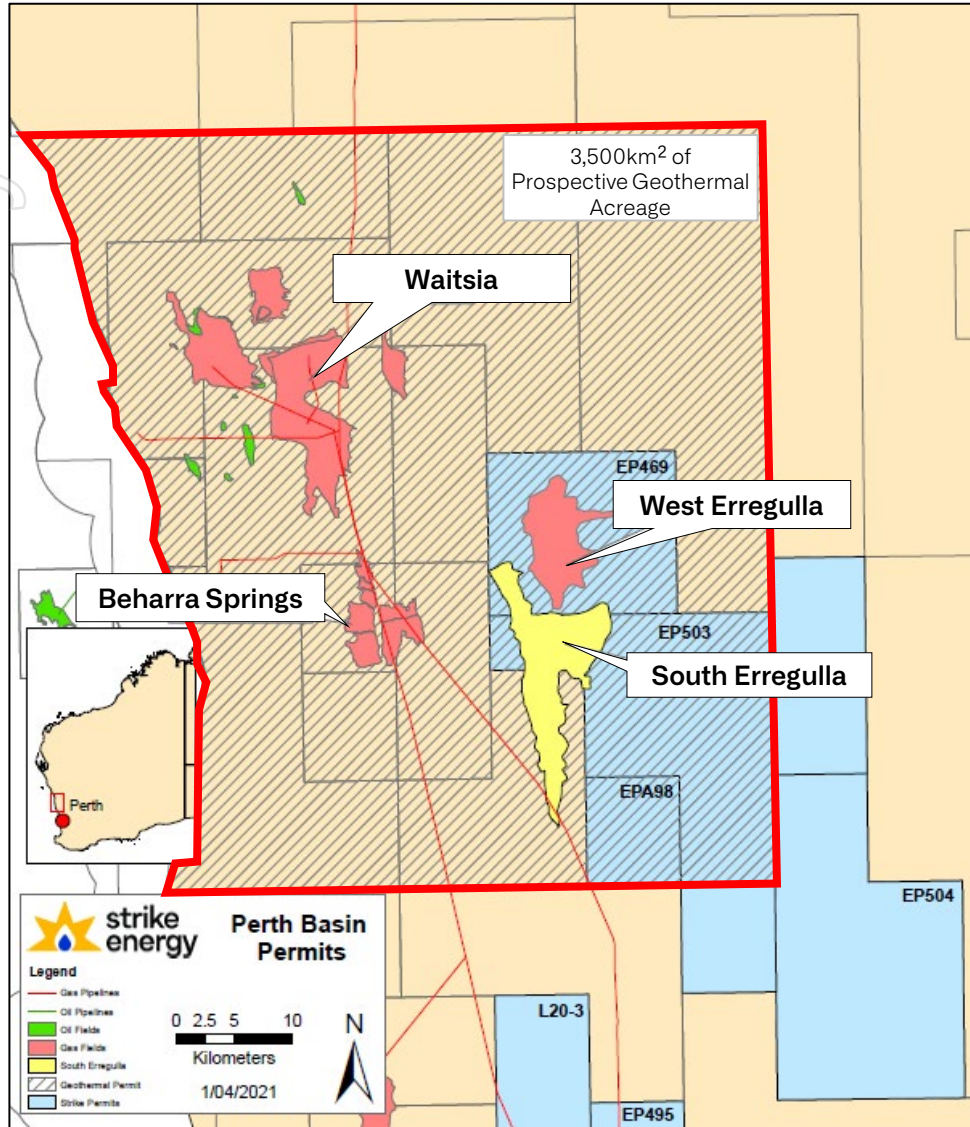 3,500km² of
Prospective Geothermal
Acreage
Waitsia
EP469
West Erregulla
Beharra Springs
EP503
South Erregulla
EPA98
Perth
EP504
strike
energy
Perth Basin
Permits
Legend
Gas Pipelines
Oil Pipelines
Oil Fields
Gas Fields
South Erregulla
Geothermal Permit
Strike Permits
0 2.5 5 10
Kilometers
1/04/2021
N
L20-3
EP495